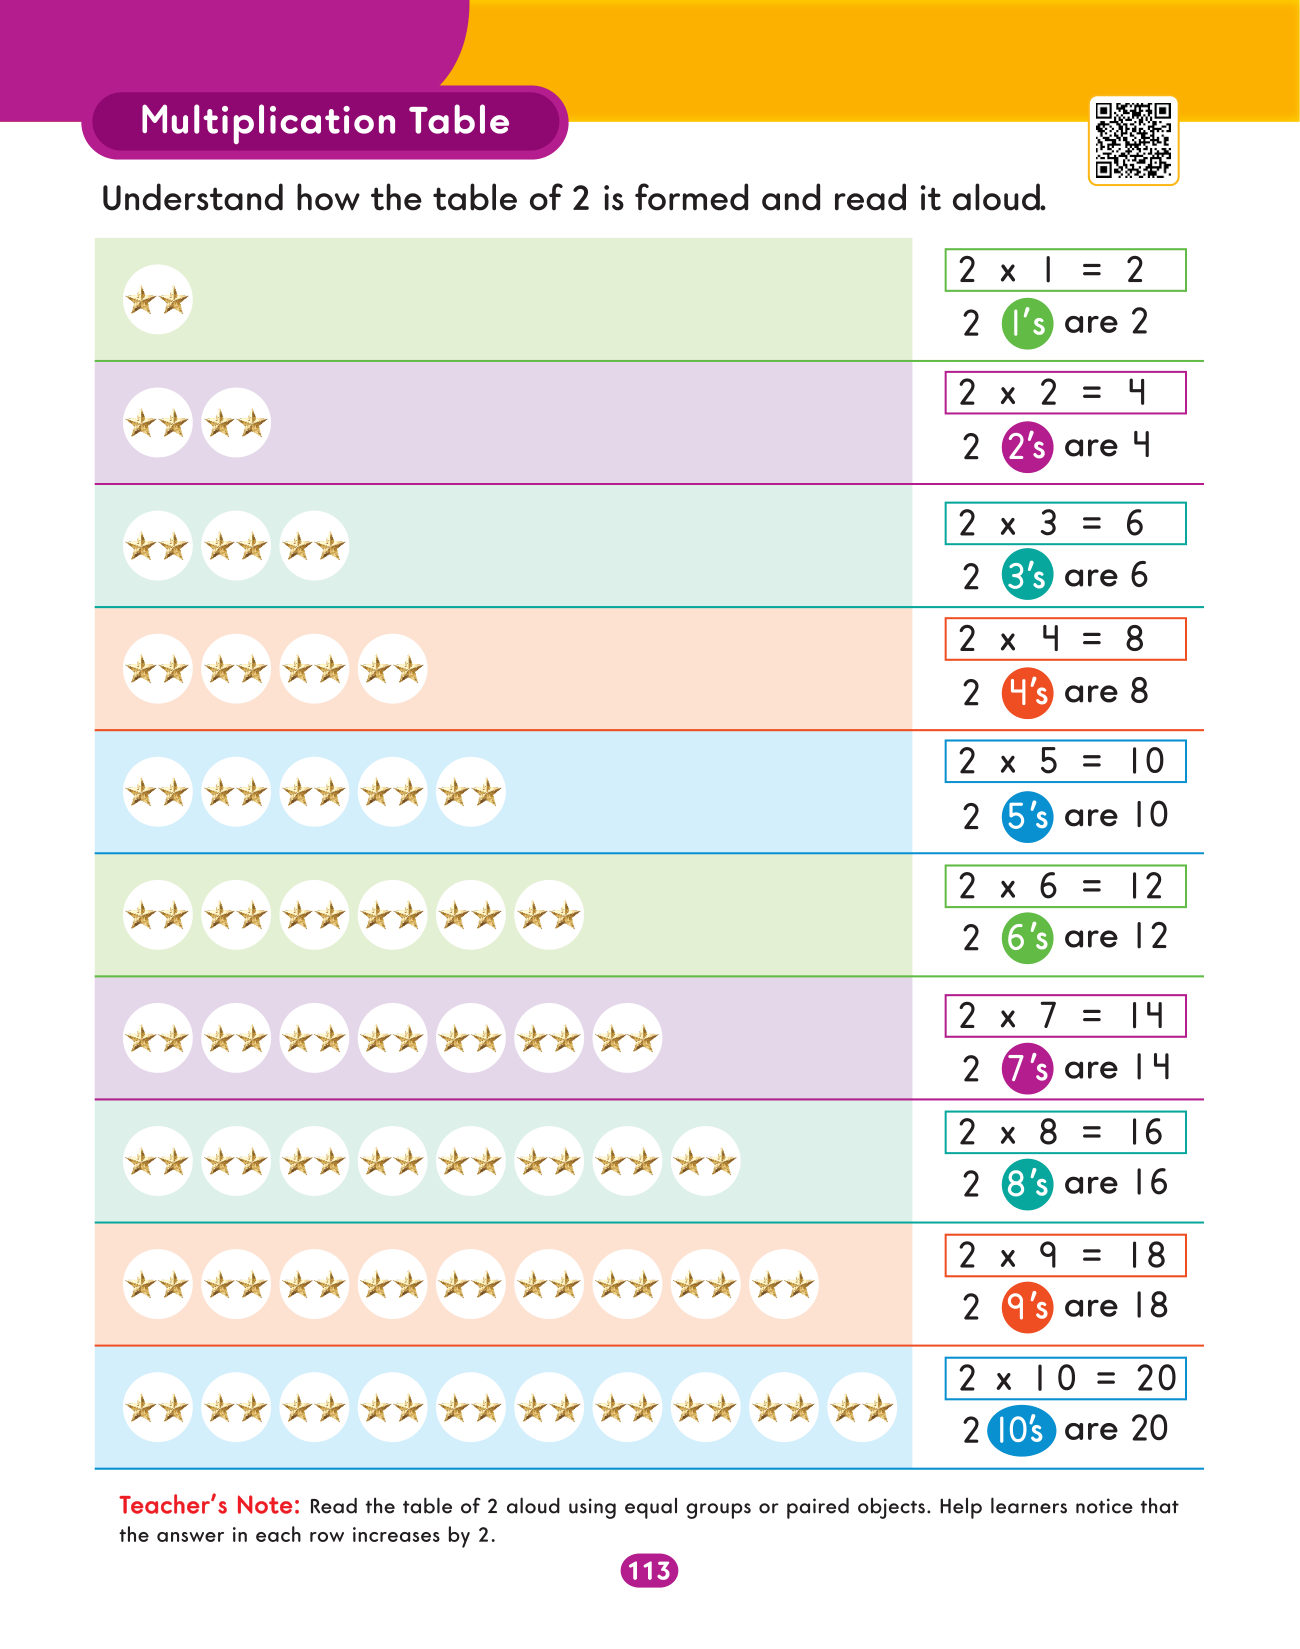 Multiplication Table
Understand how the table of 2 is formed and read it aloud.
2 x 1 = 2
2 1's are 2
2 x 2 = 4
2 2's are 4
2 x 3 = 6
2 3's are 6
2 x 4 = 8
2 4's are 8
2 x 5 = 10
2 5's are 10
2 x 6 = 12
2 6's are 12
2 x 7 = 14
2 7's are 14
2 x 8 = 16
2 8's are 16
2 x 9 = 18
2 9's are 18
2 x 10 = 20
2 10's are 20
Teacher's Note: Read the table of 2 aloud using equal groups or paired objects. Help learners notice that
the answer in each row increases by 2.
113